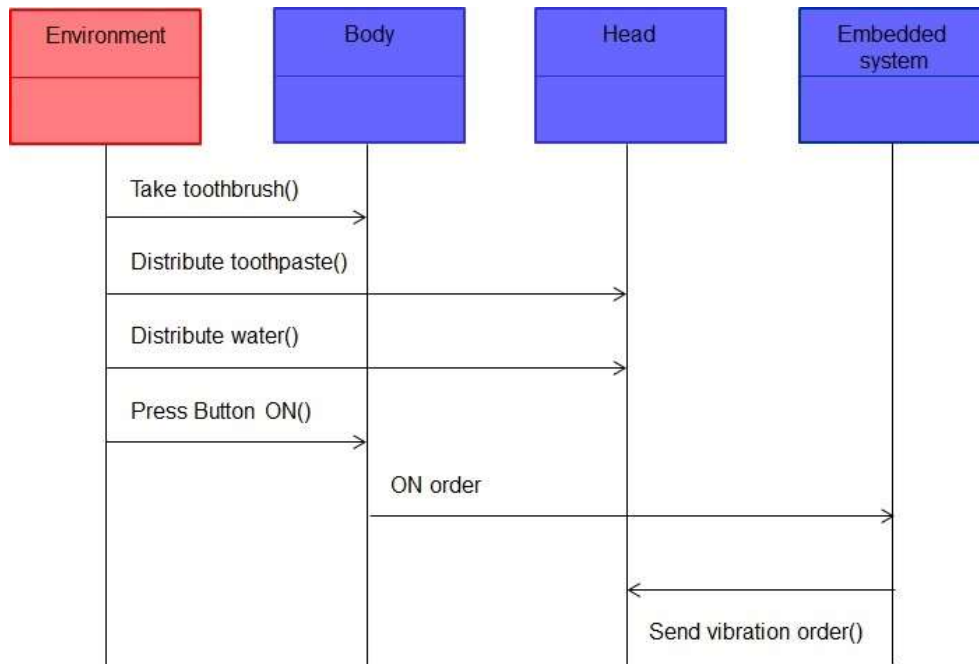 Environment
Body
Head
Embedded
system
Take toothbrush()
Distribute toothpaste()
Distribute water()
Press Button ON()
ON order
Send vibration order()